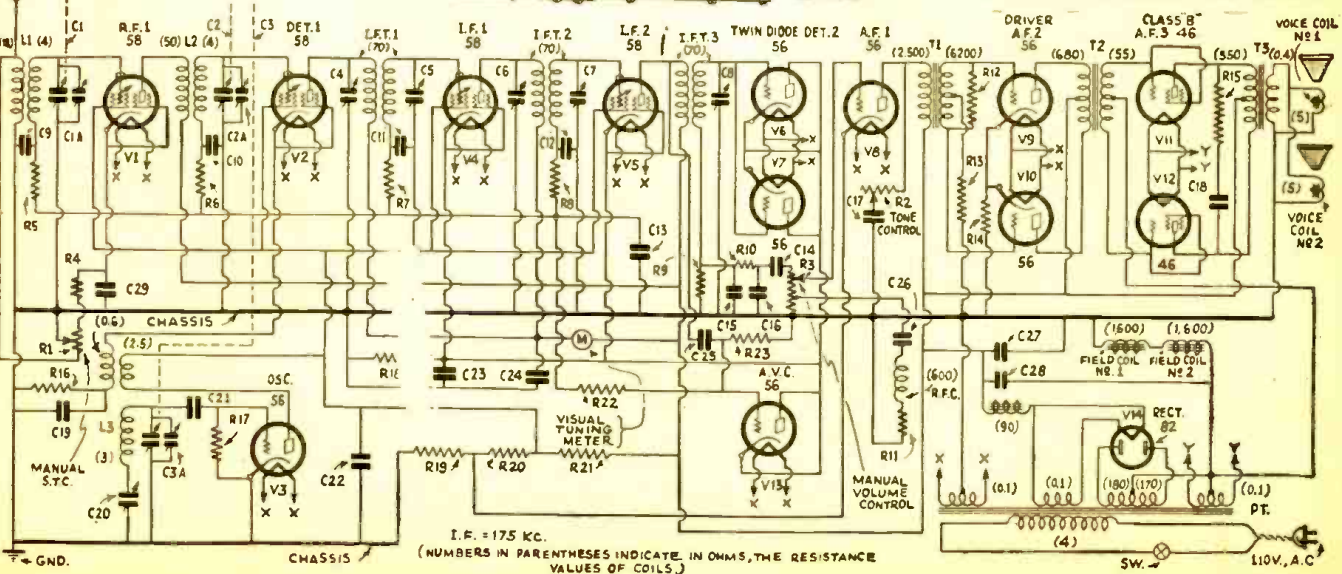 C1
C2
C3
R.F.1
58
DET.1
58
I.F.T.1
(70)
I.F.1
58
I.F.T.2
(70)
I.F.2
58
I.F.T.3
(70)
TWIN DIODE DET.2
56
A.F.1
56
DRIVER
A.F.2
56
CLASS "B"
A.F.3 46
VOICE COIL
Nº1
L1 (4)
(50) L2 (4)
C4
C5
C6
C7
C8
(2,500)
T1
(6200)
R12
(680)
T2
(55)
(350)
R15
T3
(0.4)
C1A
C2A
C9
C10
C11
C12
V1
V2
V4
V5
V6
V7
V8
V9
V10
V11
V12
(5)
(5)
VOICE
COIL
Nº2
X X
X X
X X
X X
X
X
X X
X
X
Y
Y
R5
R6
R7
R8
C13
R9
56
C17
R2
TONE
CONTROL
R13
R14
56
C18
46
R4
C29
R10
C14
R3
C15
C16
C26
CHASSIS
R1
(0.6)
(2.5)
R16
C19
R18
C23
C24
M
C25
R23
(600)
R.F.C.
C27
C28
(1,600)
(1,600)
FIELD COIL
Nº.1
FIELD COIL
Nº2
OSC.
56
C21
R17
L3
(3)
C3A
R22
VISUAL
TUNING
METER
A.V.C.
56
R11
(90)
V14
RECT.
82
MANUAL
S.T.C.
C20
V3
X X
C22
R19
R20
R21
V13
X X
MANUAL
VOLUME
CONTROL
X X
(0.1)
(0.1)
(180)
(170)
Y Y
(0.1)
P.T.
GND.
CHASSIS
I.F. = 175 KC.
(NUMBERS IN PARENTHESES INDICATE IN OHMS, THE RESISTANCE
VALUES OF COILS.)
(4)
SW.
110V., A.C